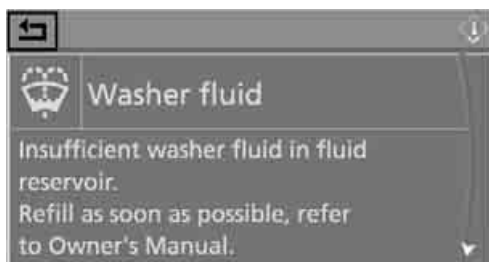 Washer fluid
Insufficient washer fluid in fluid
reservoir.
Refill as soon as possible, refer
to Owner's Manual.